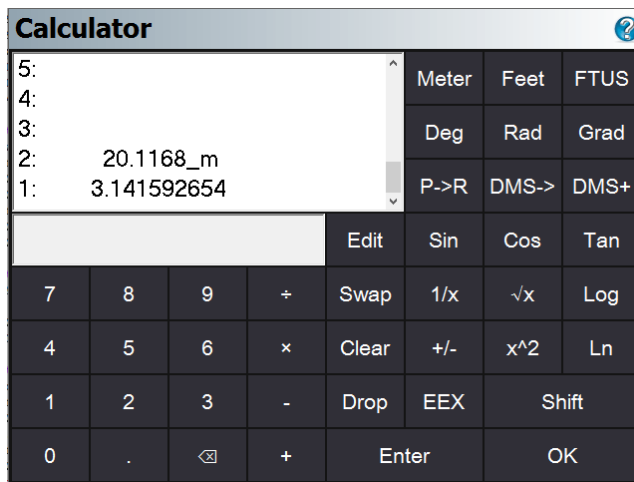 Calculator
5:
4:
3:
2: 20.1168_m
1: 3.141592654
Meter Feet FTUS
Deg Rad Grad
P->R DMS-> DMS+
Edit Sin Cos Tan
7 8 9 ÷ Swap 1/x √x Log
4 5 6 × Clear +/- x^2 Ln
1 2 3 - Drop EEX Shift
0 . ⌫ + Enter OK